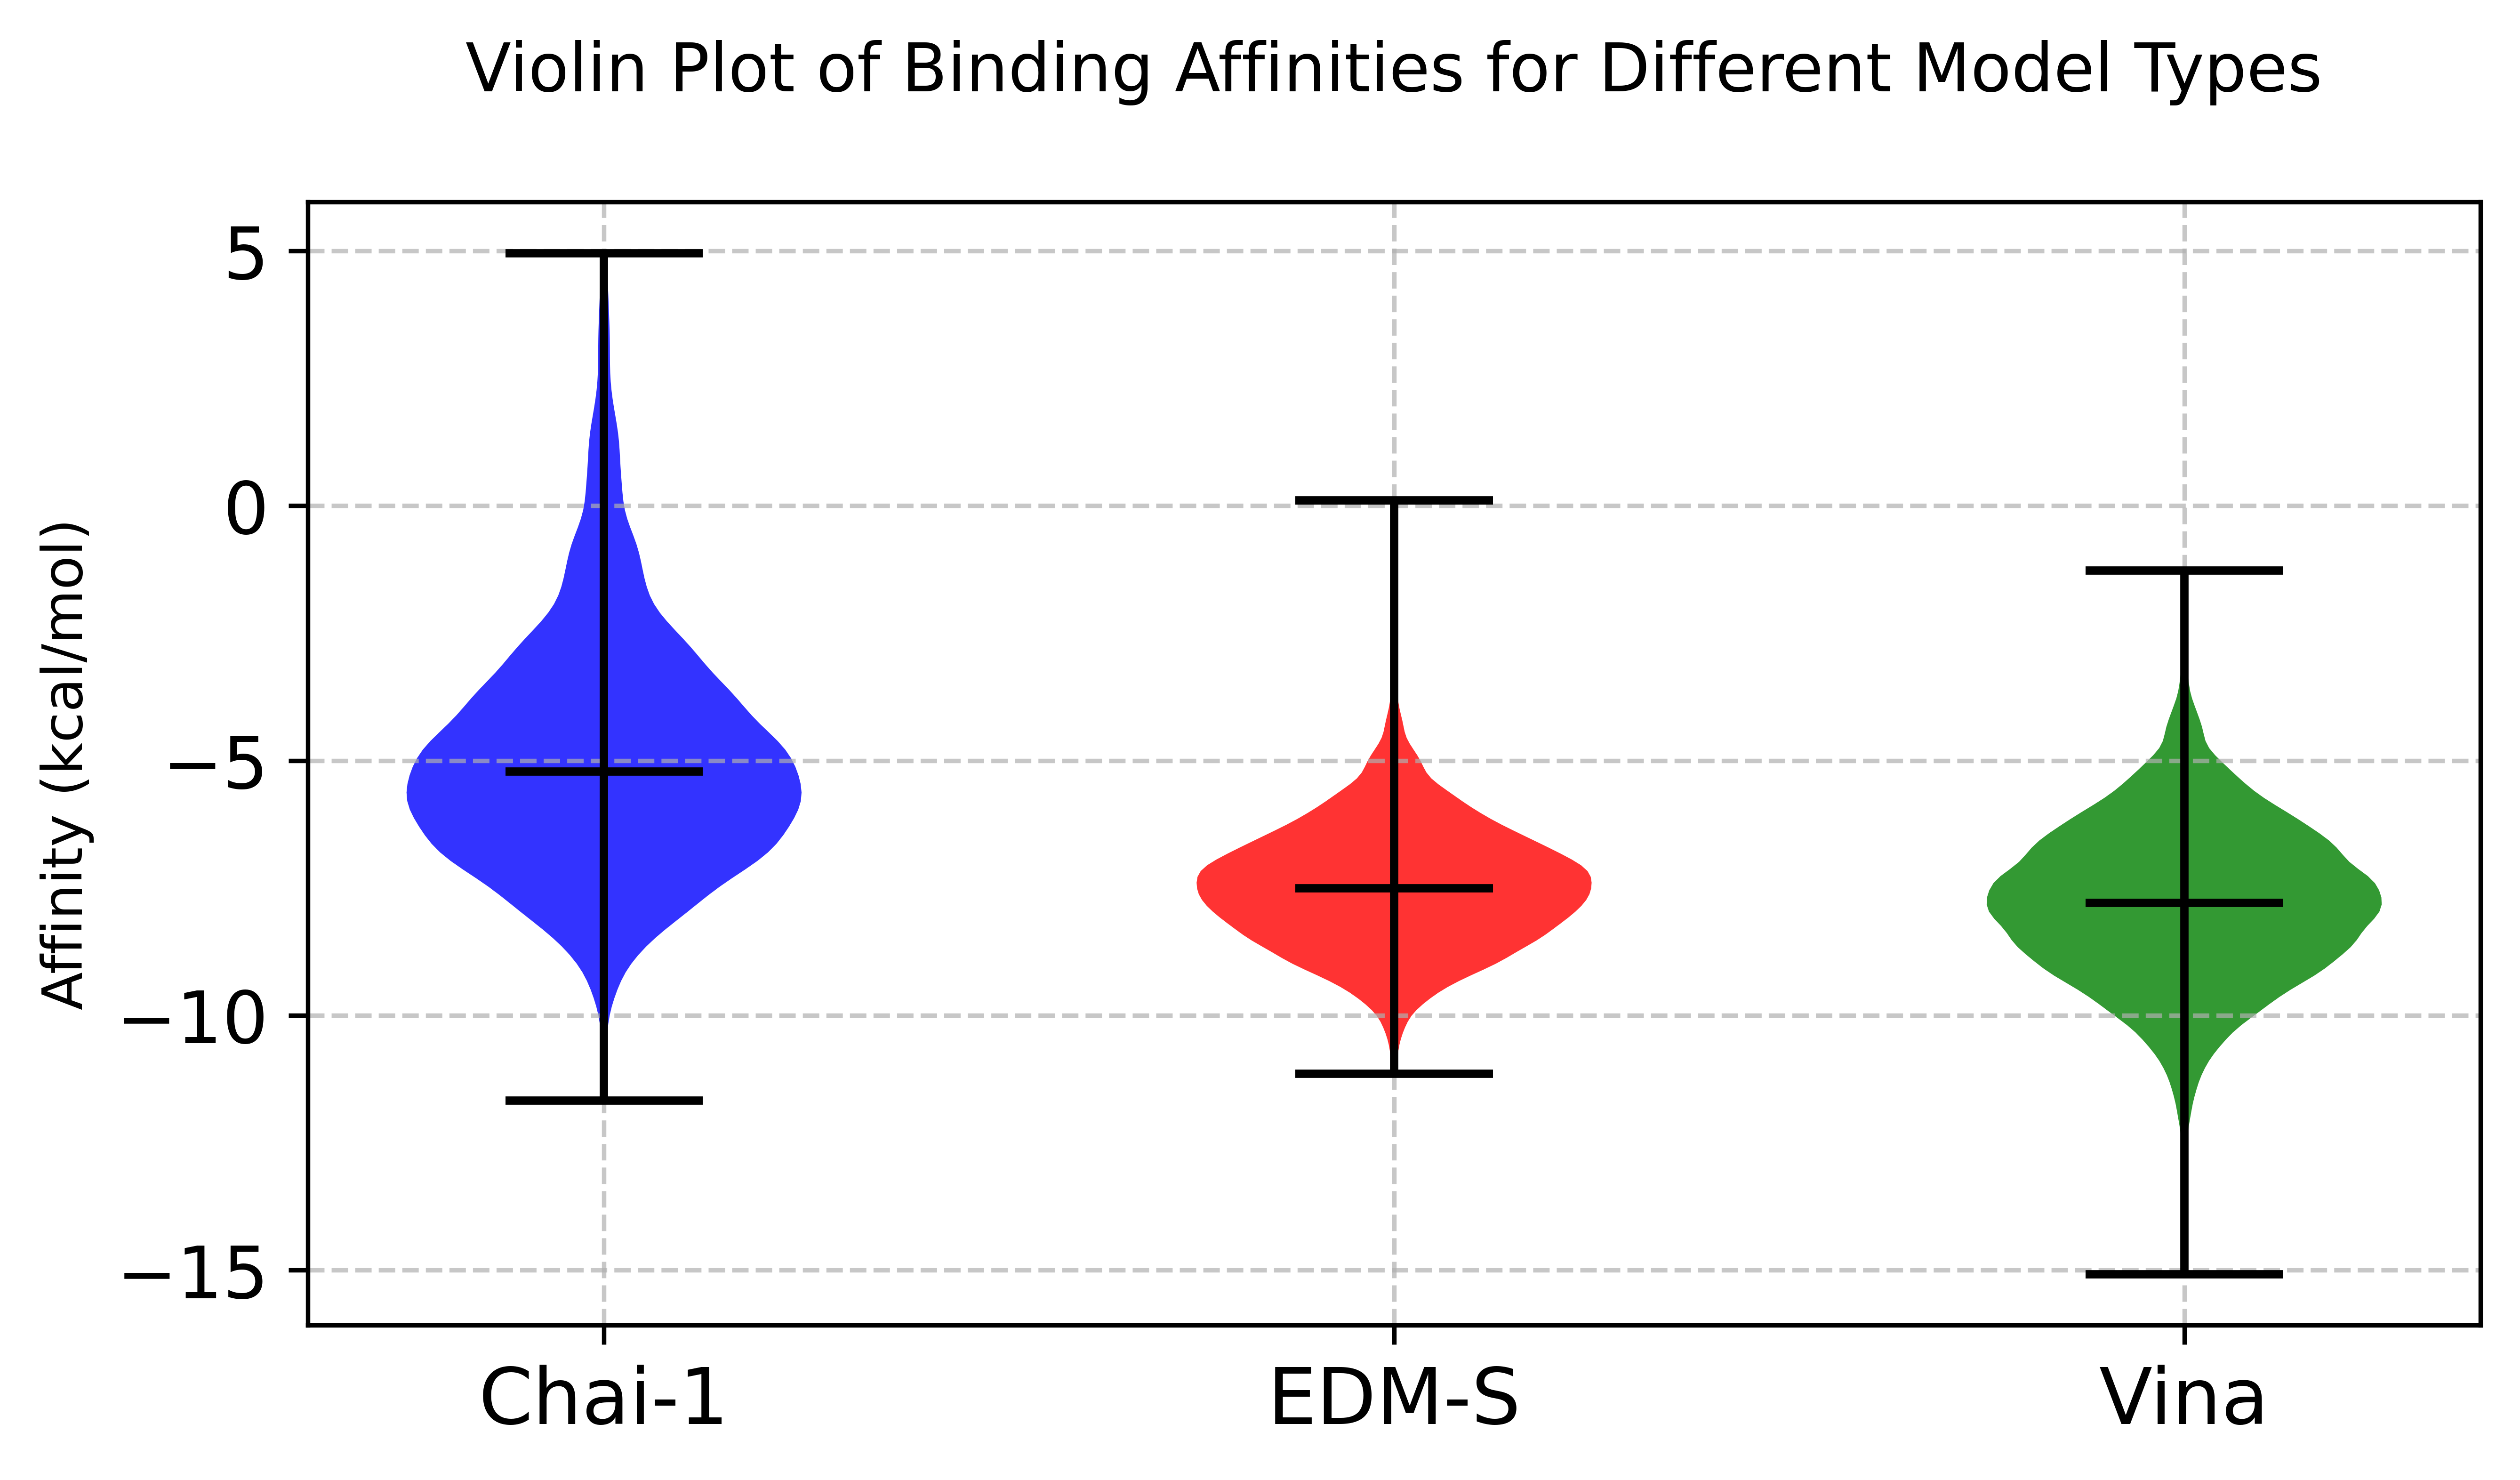 Violin Plot of Binding Affinities for Different Model Types
Affinity (kcal/mol)
5
0
−5
−10
−15
Chai-1
EDM-S
Vina